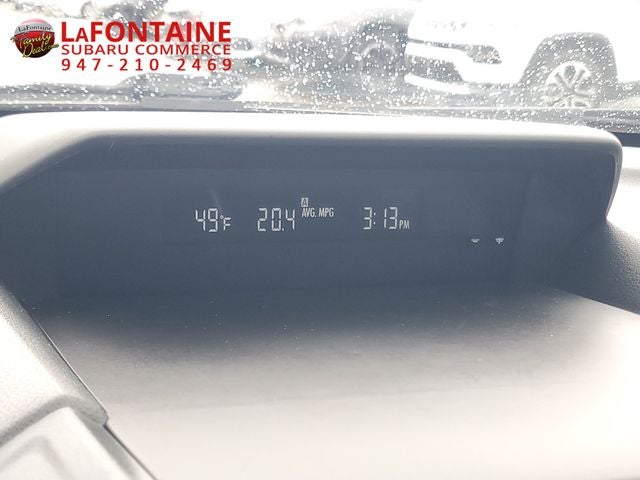 LaFontaine
Family
Deal
LAFONTAINE
SUBARU COMMERCE
947-210-2469
49°F 20.4 A AVG. MPG 3:13 PM